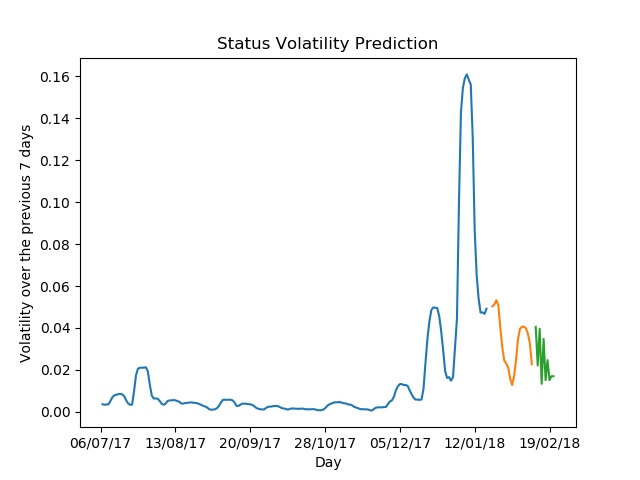 Status Volatility Prediction
Volatility over the previous 7 days
0.16
0.14
0.12
0.10
0.08
0.06
0.04
0.02
0.00
06/07/17 13/08/17 20/09/17 28/10/17 05/12/17 12/01/18 19/02/18
Day